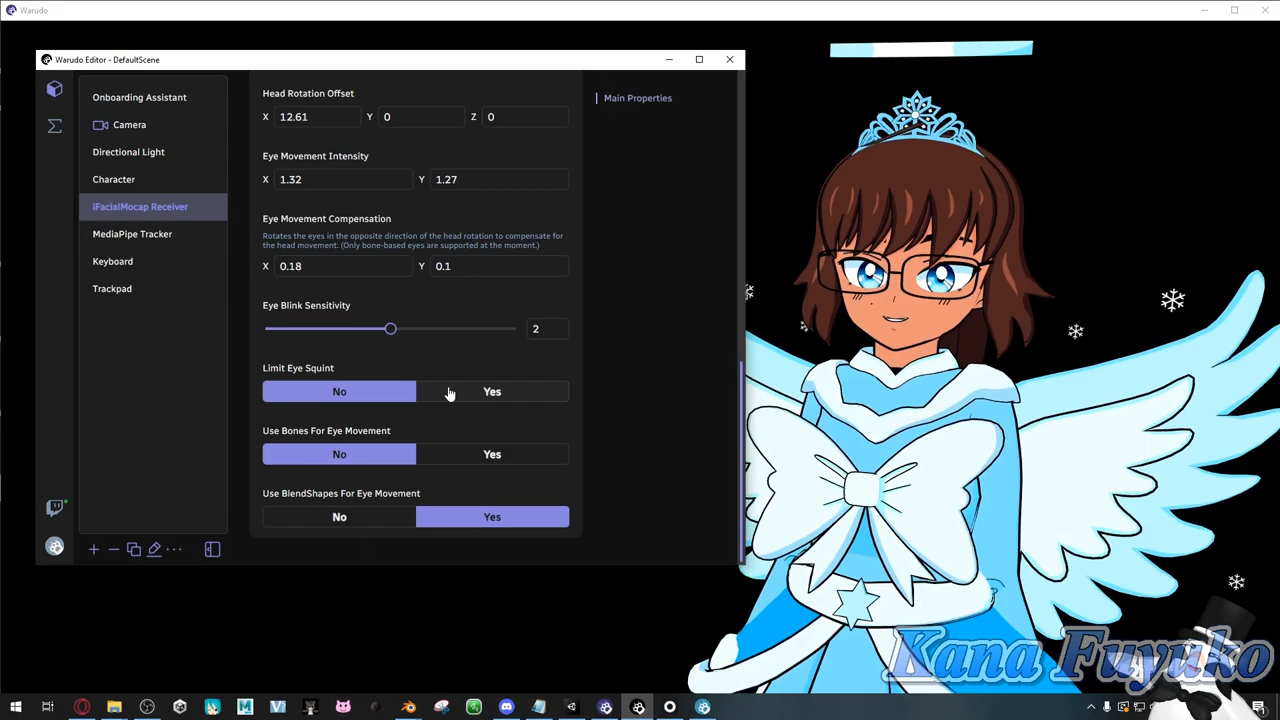 Warudo
Warudo Editor - DefaultScene
Onboarding Assistant
Camera
Directional Light
Character
iFacialMocap Receiver
MediaPipe Tracker
Keyboard
Trackpad
Head Rotation Offset
X 12.61 Y 0 Z 0
Eye Movement Intensity
X 1.32 Y 1.27
Eye Movement Compensation
Rotates the eyes in the opposite direction of the head rotation to compensate for
the head movement. (Only bone-based eyes are supported at the moment.)
X 0.18 Y 0.1
Eye Blink Sensitivity
2
Limit Eye Squint
No Yes
Use Bones For Eye Movement
No Yes
Use BlendShapes For Eye Movement
No Yes
Main Properties
Kana Fuyuko